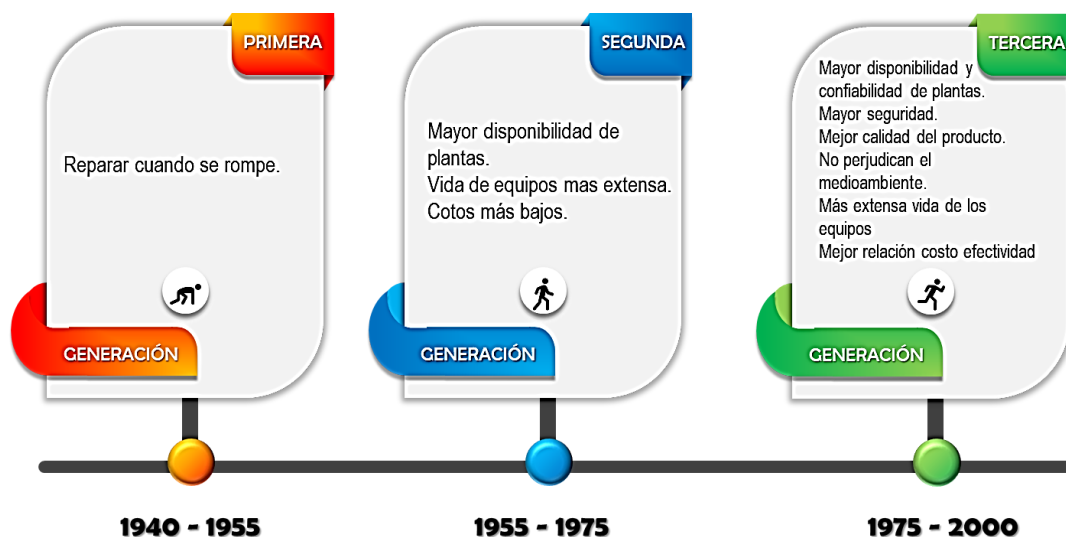 PRIMERA
Reparar cuando se rompe.
GENERACIÓN
1940 - 1955
SEGUNDA
Mayor disponibilidad de
plantas.
Vida de equipos mas extensa.
Cotos más bajos.
GENERACIÓN
1955 - 1975
TERCERA
Mayor disponibilidad y
confiabilidad de plantas.
Mayor seguridad.
Mejor calidad del producto.
No perjudican el
medioambiente.
Más extensa vida de los
equipos
Mejor relación costo efectividad
GENERACIÓN
1975 - 2000